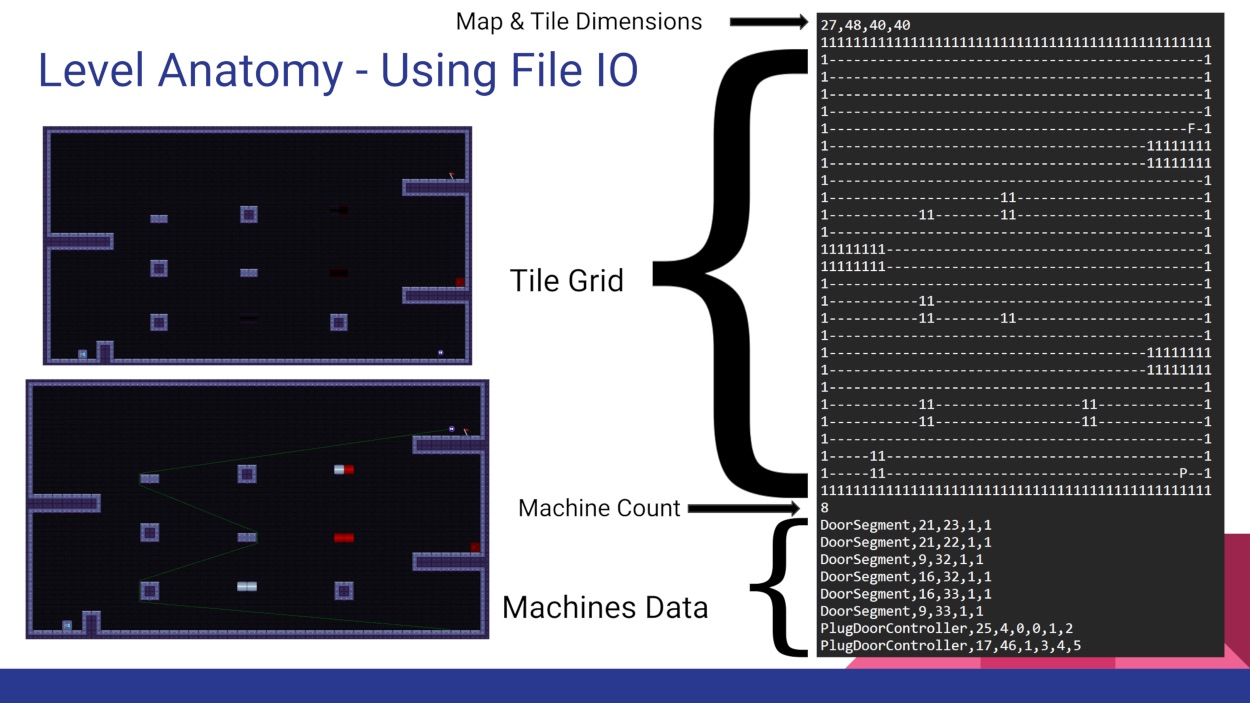 Map & Tile Dimensions
Level Anatomy - Using File IO
Tile Grid
Machine Count
Machines Data
27,48,40,40
111111111111111111111111111111111111111111111111
1----------------------------------------------1
1----------------------------------------------1
1----------------------------------------------1
1----------------------------------------------1
1--------------------------------------------F-1
1---------------------------------------11111111
1---------------------------------------11111111
1----------------------------------------------1
1---------------------11-----------------------1
1-----------11--------11-----------------------1
1----------------------------------------------1
11111111---------------------------------------1
11111111---------------------------------------1
1----------------------------------------------1
1-----------11---------------------------------1
1-----------11--------11-----------------------1
1----------------------------------------------1
1---------------------------------------11111111
1---------------------------------------11111111
1----------------------------------------------1
1-----------11------------------11-------------1
1-----------11------------------11-------------1
1----------------------------------------------1
1-----11---------------------------------------1
1-----11------------------------------------P--1
111111111111111111111111111111111111111111111111
8
DoorSegment,21,23,1,1
DoorSegment,21,22,1,1
DoorSegment,9,32,1,1
DoorSegment,16,32,1,1
DoorSegment,16,33,1,1
DoorSegment,9,33,1,1
PlugDoorController,25,4,0,0,1,2
PlugDoorController,17,46,1,3,4,5